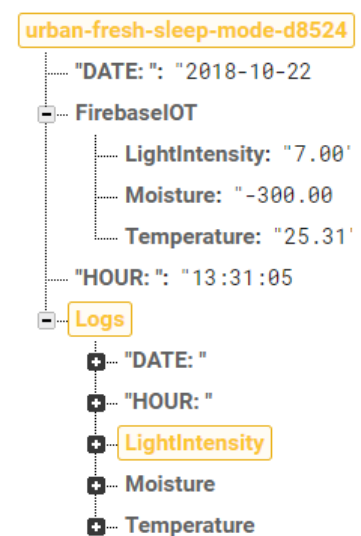 urban-fresh-sleep-mode-d8524
"DATE: ": "2018-10-22
FirebaseIOT
LightIntensity: "7.00"
Moisture: "-300.00
Temperature: "25.31"
"HOUR: ": "13:31:05
Logs
"DATE: "
"HOUR: "
LightIntensity
Moisture
Temperature